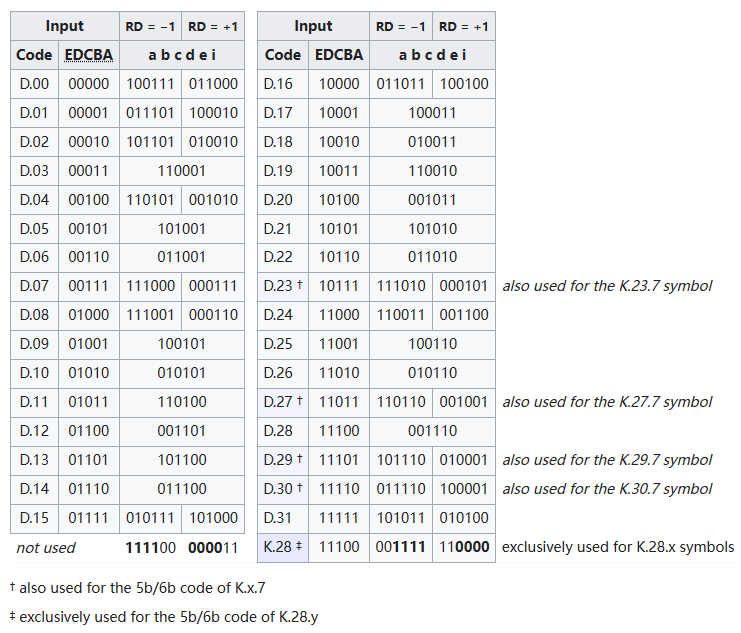 Input RD = −1 RD = +1 Input RD = −1 RD = +1
Code EDCBA a b c d e i Code EDCBA a b c d e i
D.00 00000 100111 011000 D.16 10000 011011 100100
D.01 00001 011101 100010 D.17 10001 100011
D.02 00010 101101 010010 D.18 10010 010011
D.03 00011 110001 D.19 10011 110010
D.04 00100 110101 001010 D.20 10100 001011
D.05 00101 101001 D.21 10101 101010
D.06 00110 011001 D.22 10110 011010
D.07 00111 111000 000111 D.23 † 10111 111010 000101 also used for the K.23.7 symbol
D.08 01000 111001 000110 D.24 11000 110011 001100
D.09 01001 100101 D.25 11001 100110
D.10 01010 010101 D.26 11010 010110
D.11 01011 110100 D.27 † 11011 110110 001001 also used for the K.27.7 symbol
D.12 01100 001101 D.28 11100 001110
D.13 01101 101100 D.29 † 11101 101110 010001 also used for the K.29.7 symbol
D.14 01110 011100 D.30 † 11110 011110 100001 also used for the K.30.7 symbol
D.15 01111 010111 101000 D.31 11111 101011 010100
not used 111100 000011 K.28 ‡ 11100 001111 110000 exclusively used for K.28.x symbols
† also used for the 5b/6b code of K.x.7
‡ exclusively used for the 5b/6b code of K.28.y